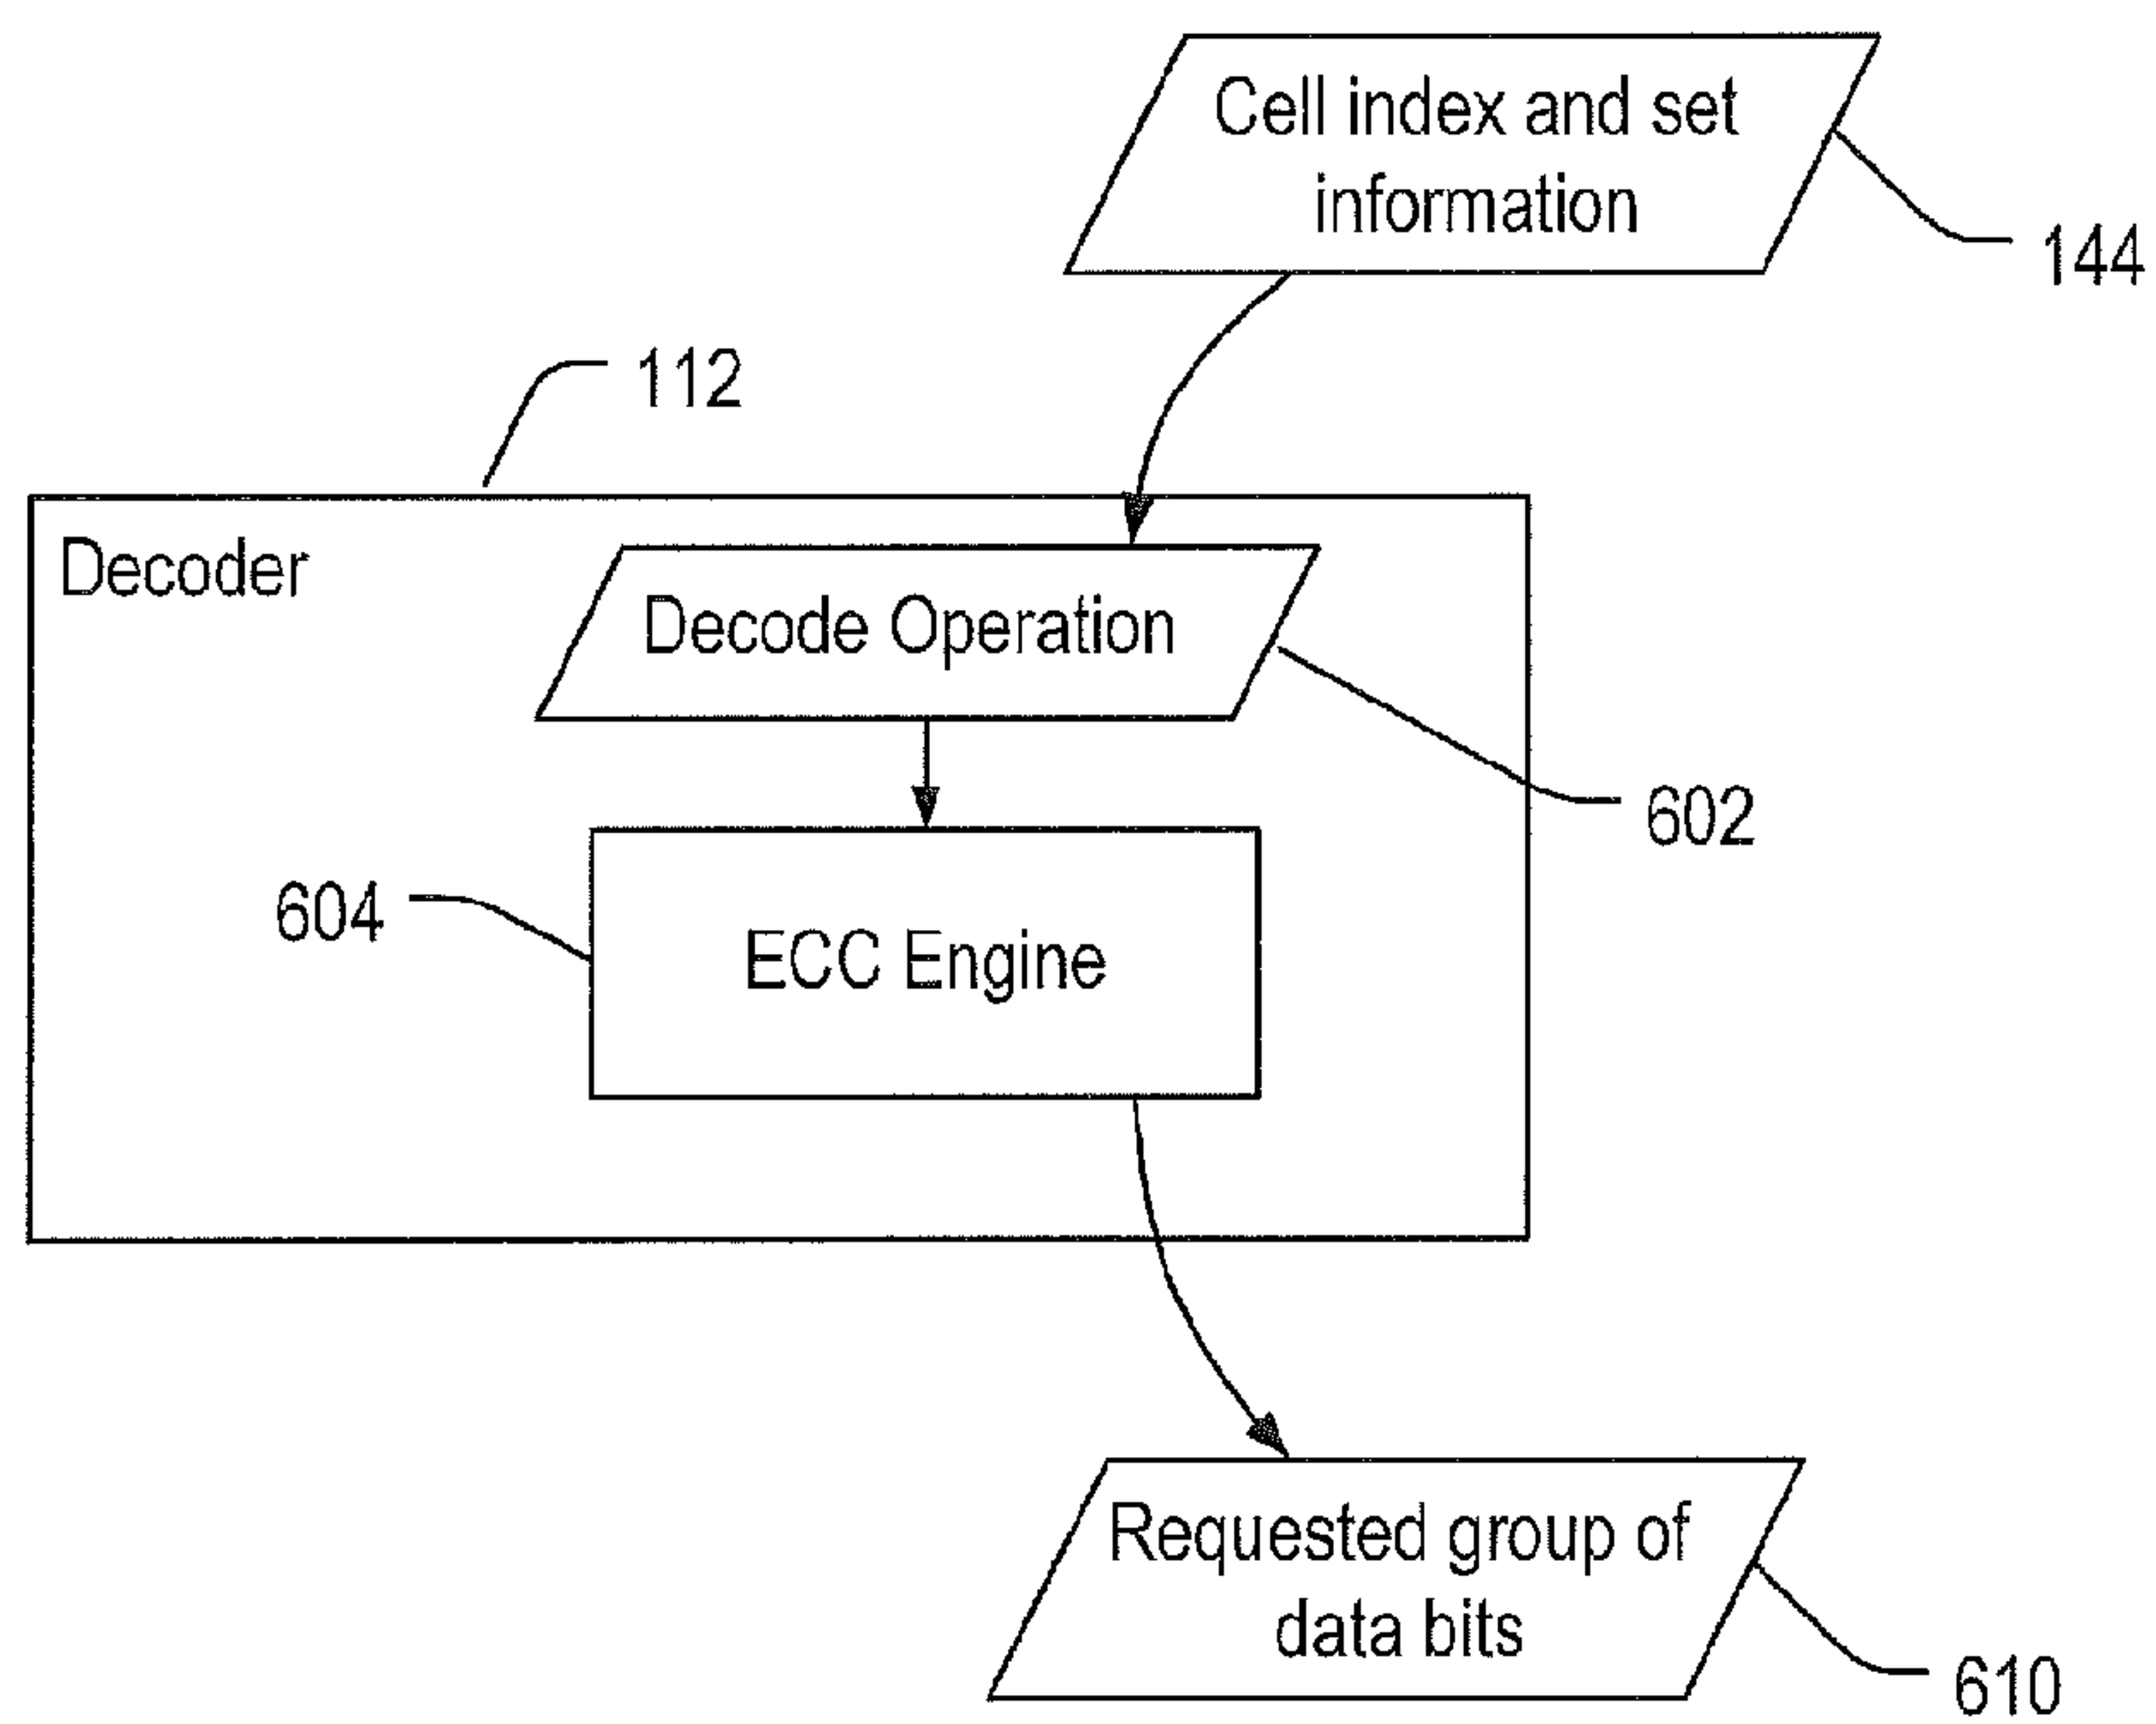 Cell index and set
information
144
112
Decoder
Decode Operation
602
604
ECC Engine
Requested group of
data bits
610